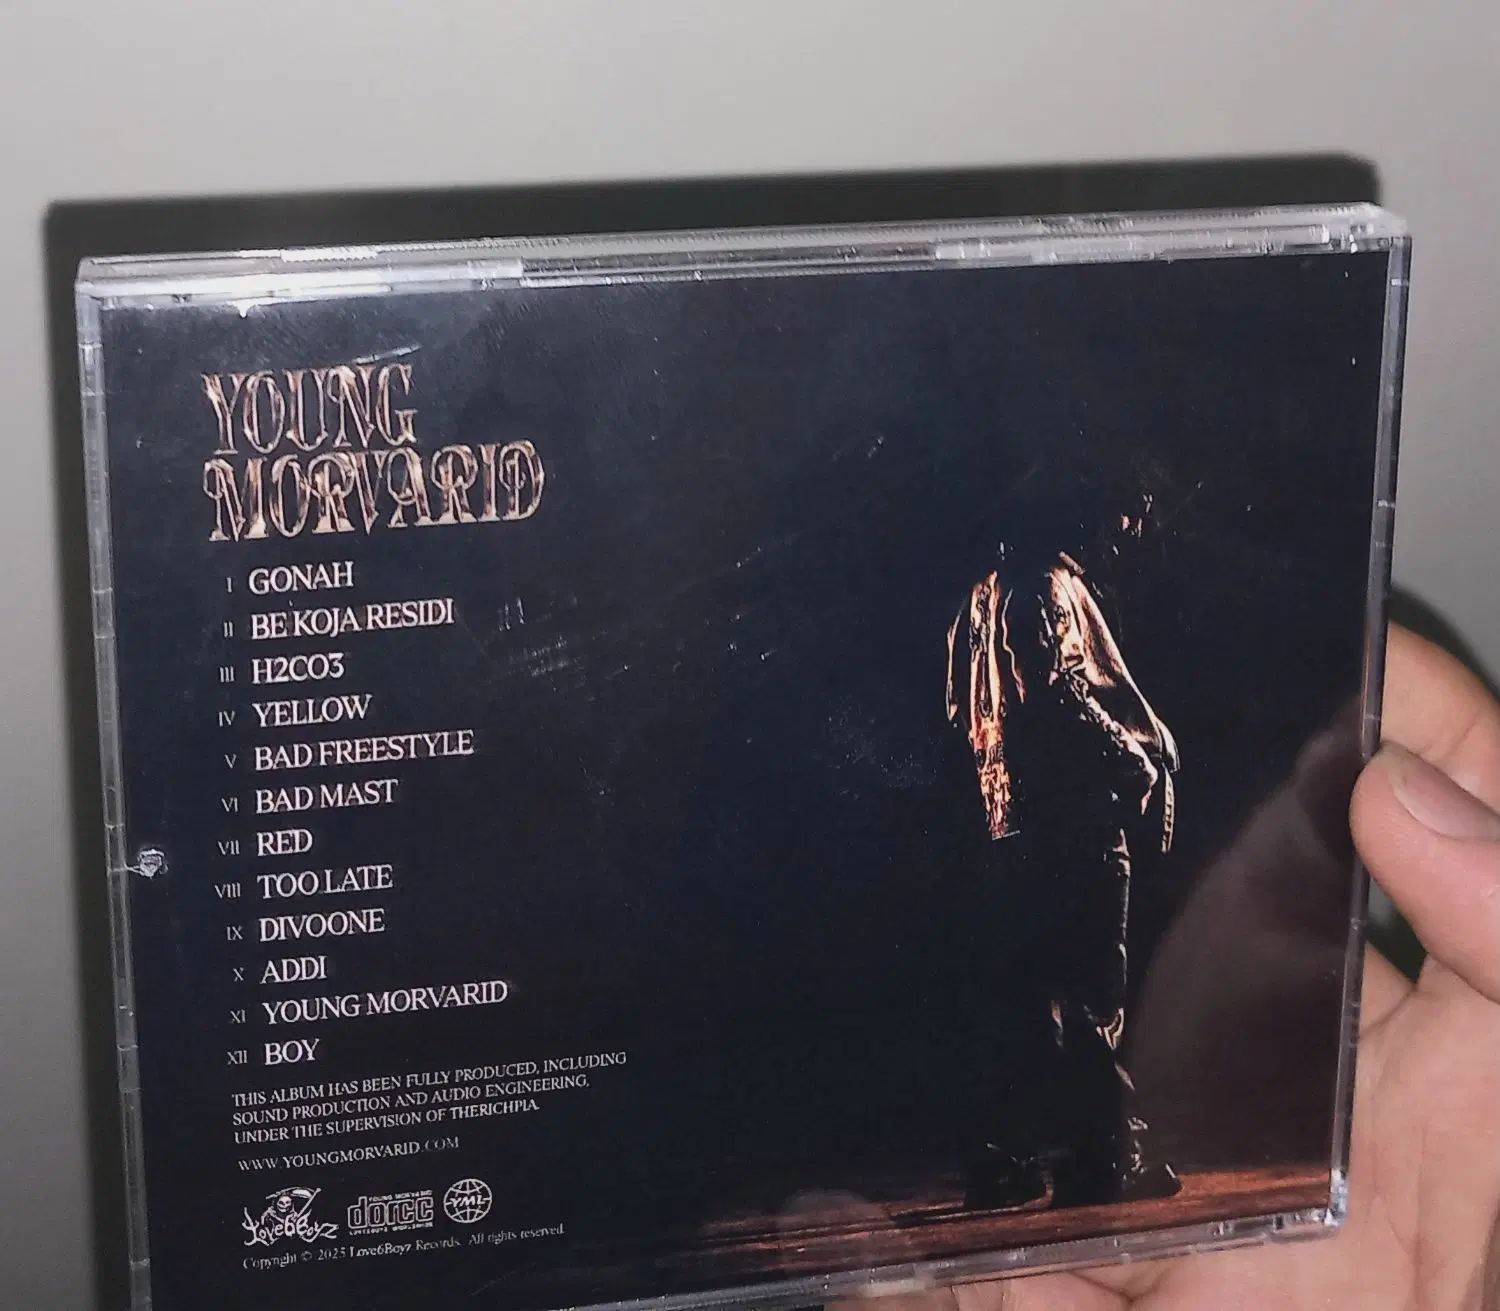 YOUNG
MORVARID
I GONAH
II BE KOJA RESIDI
III H2CO3
IV YELLOW
V BAD FREESTYLE
VI BAD MAST
VII RED
VIII TOO LATE
IX DIVOONE
X ADDI
XI YOUNG MORVARID
XII BOY
THIS ALBUM HAS BEEN FULLY PRODUCED, INCLUDING
SOUND PRODUCTION AND AUDIO ENGINEERING,
UNDER THE SUPERVISION OF THERICHPIA.
WWW.YOUNGMORVARID.COM
Love6Boyz
YOUNG MORVARID
dorcc
YML
Copyright © 2025 Love6Boyz Records. All rights reserved.